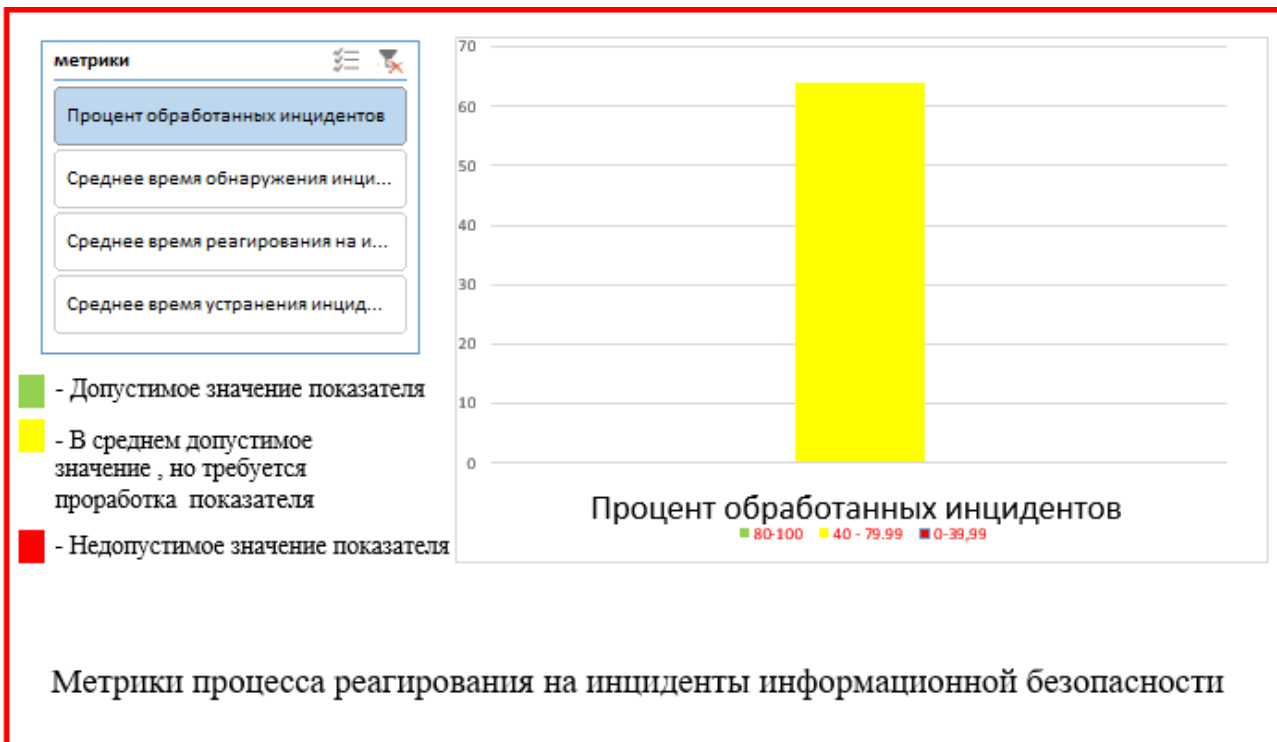 метрики
Процент обработанных инцидентов
Среднее время обнаружения инци...
Среднее время реагирования на и...
Среднее время устранения инцид...
- Допустимое значение показателя
- В среднем допустимое
значение , но требуется
проработка показателя
- Недопустимое значение показателя
70
60
50
40
30
20
10
0
Процент обработанных инцидентов
80-100 40 - 79.99 0-39,99
Метрики процесса реагирования на инциденты информационной безопасности